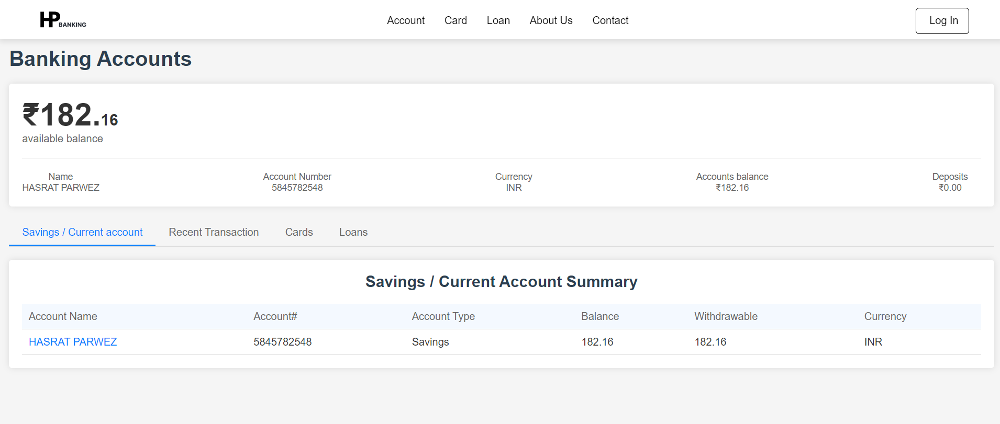 HP BANKING
Account Card Loan About Us Contact Log In
Banking Accounts
₹182.16
available balance
Name Account Number Currency Accounts balance Deposits
HASRAT PARWEZ 5845782548 INR ₹182.16 ₹0.00
Savings / Current account Recent Transaction Cards Loans
Savings / Current Account Summary
Account Name Account# Account Type Balance Withdrawable Currency
HASRAT PARWEZ 5845782548 Savings 182.16 182.16 INR